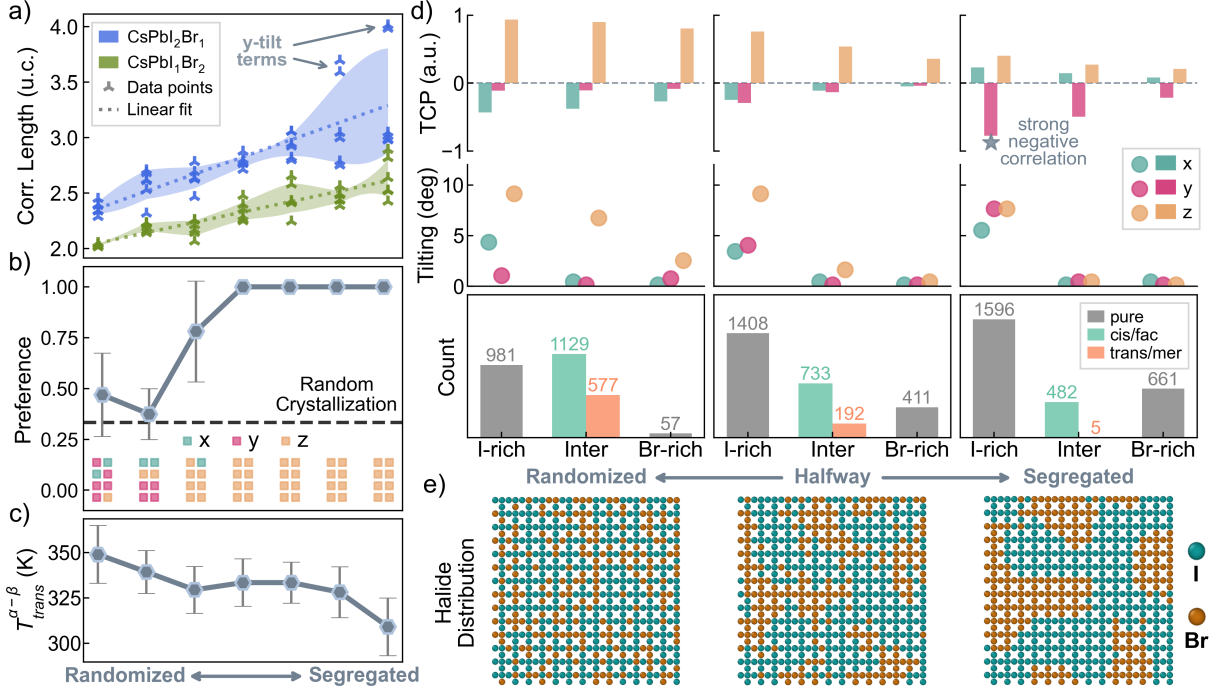 a)
4.0
3.5
3.0
2.5
2.0
Corr. Length (u.c.)
CsPbI₂Br₁
CsPbI₁Br₂
Data points
Linear fit
y-tilt
terms
b)
1.00
0.75
0.50
0.25
0.00
Preference
Random
Crystallization
x
y
z
c)
350
325
300
T^{α−β}_{trans} (K)
Randomized
Segregated
d)
1
0
−1
TCP (a.u.)
strong
negative
correlation
x
y
z
10
5
0
Tilting (deg)
Count
981
1129
577
57
1408
733
192
411
1596
482
5
661
pure
cis/fac
trans/mer
I-rich
Inter
Br-rich
I-rich
Inter
Br-rich
I-rich
Inter
Br-rich
Randomized
Halfway
Segregated
e)
Halide
Distribution
I
Br